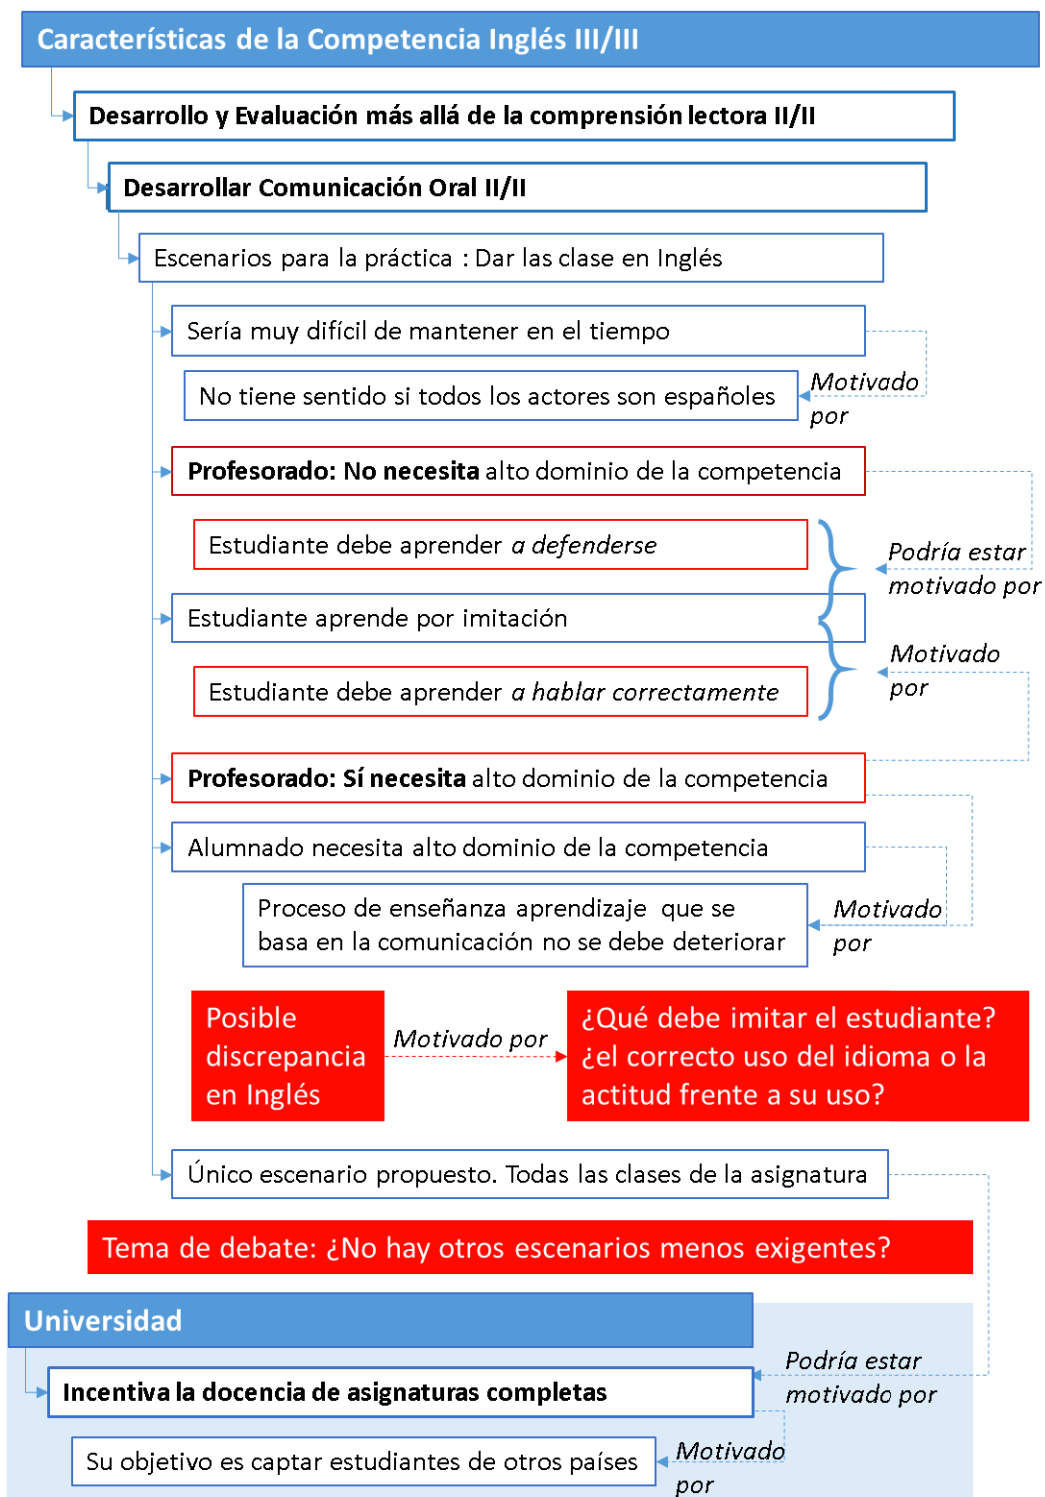 Características de la Competencia Inglés III/III
Desarrollo y Evaluación más allá de la comprensión lectora II/II
Desarrollar Comunicación Oral II/II
Escenarios para la práctica : Dar las clase en Inglés
Sería muy difícil de mantener en el tiempo
No tiene sentido si todos los actores son españoles
Motivado
por
Profesorado: No necesita alto dominio de la competencia
Estudiante debe aprender a defenderse
Podría estar
motivado por
Estudiante aprende por imitación
Motivado
por
Estudiante debe aprender a hablar correctamente
Profesorado: Sí necesita alto dominio de la competencia
Alumnado necesita alto dominio de la competencia
Proceso de enseñanza aprendizaje que se
basa en la comunicación no se debe deteriorar
Motivado
por
Posible
discrepancia
en Inglés
Motivado por
¿Qué debe imitar el estudiante?
¿el correcto uso del idioma o la
actitud frente a su uso?
Único escenario propuesto. Todas las clases de la asignatura
Tema de debate: ¿No hay otros escenarios menos exigentes?
Universidad
Podría estar
motivado por
Incentiva la docencia de asignaturas completas
Su objetivo es captar estudiantes de otros países
Motivado
por